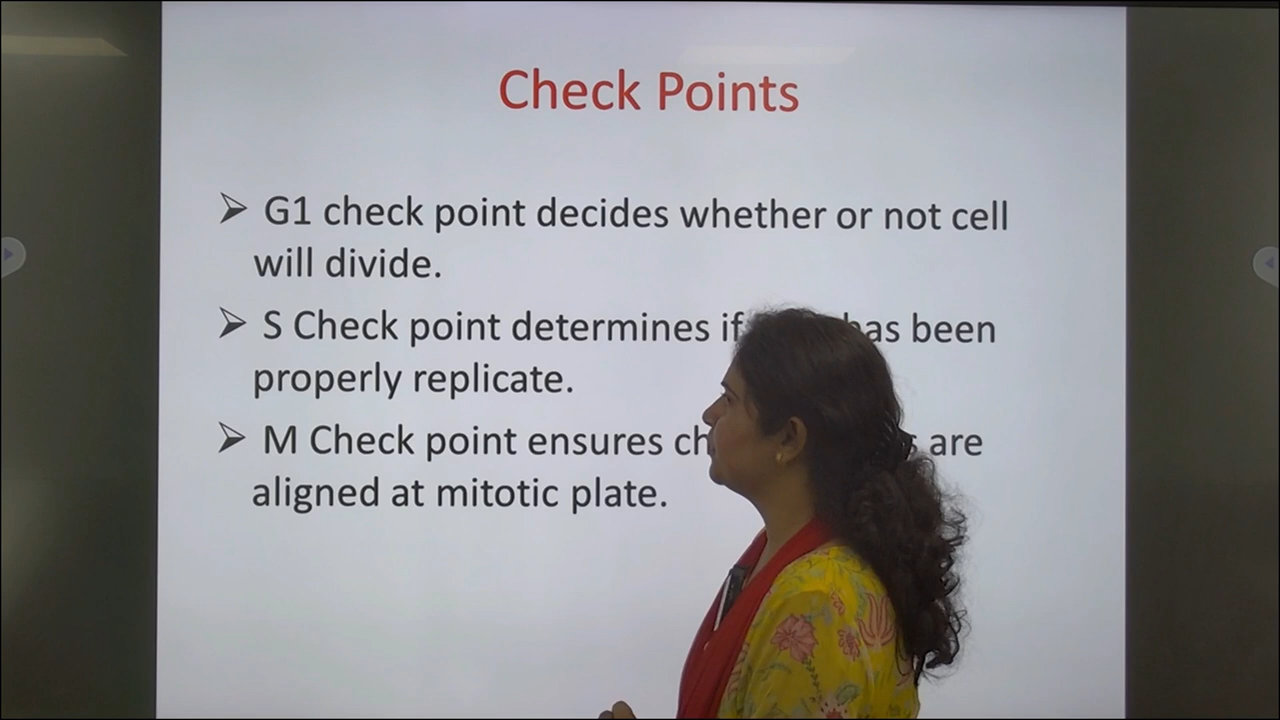 Check Points
G1 check point decides whether or not cell
will divide.
S Check point determines if has been
properly replicate.
M Check point ensures are
aligned at mitotic plate.